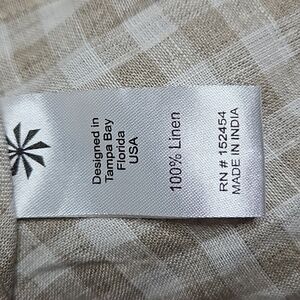 Designed in
Tampa Bay
Florida
USA
100% Linen
RN # 152454
MADE IN INDIA